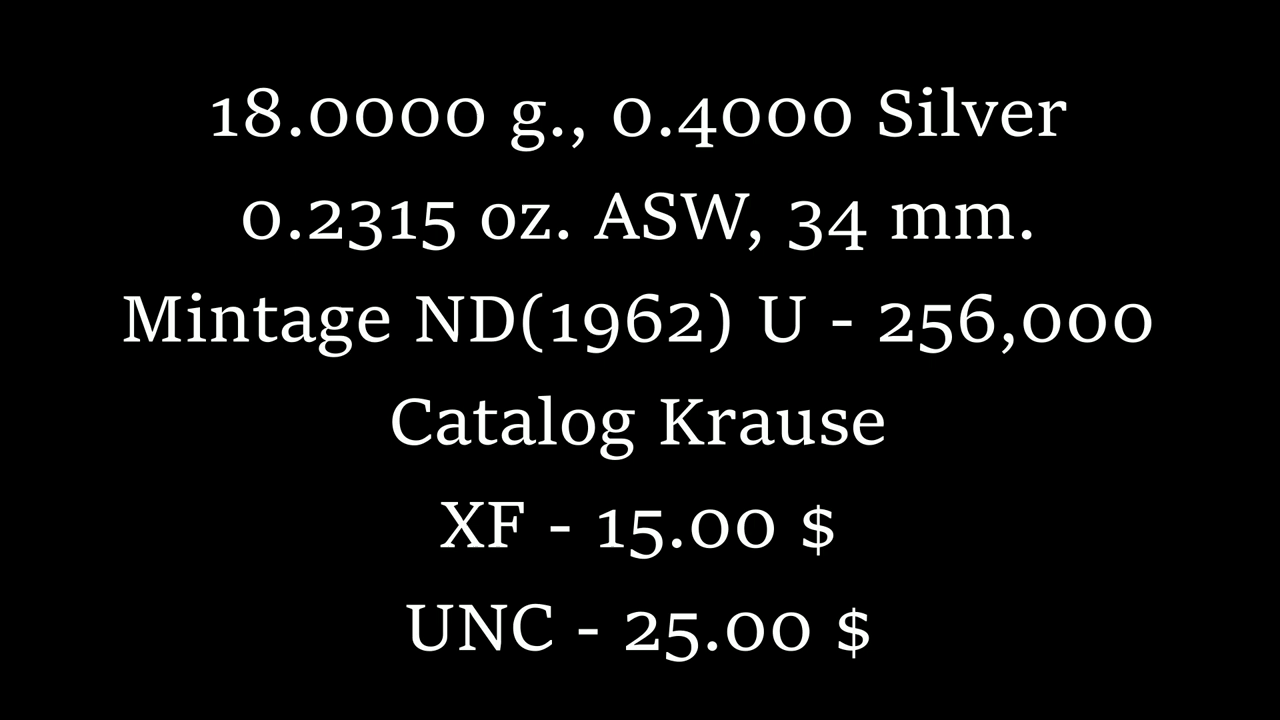 18.0000 g., 0.4000 Silver
0.2315 oz. ASW, 34 mm.
Mintage ND(1962) U - 256,000
Catalog Krause
XF - 15.00 $
UNC - 25.00 $